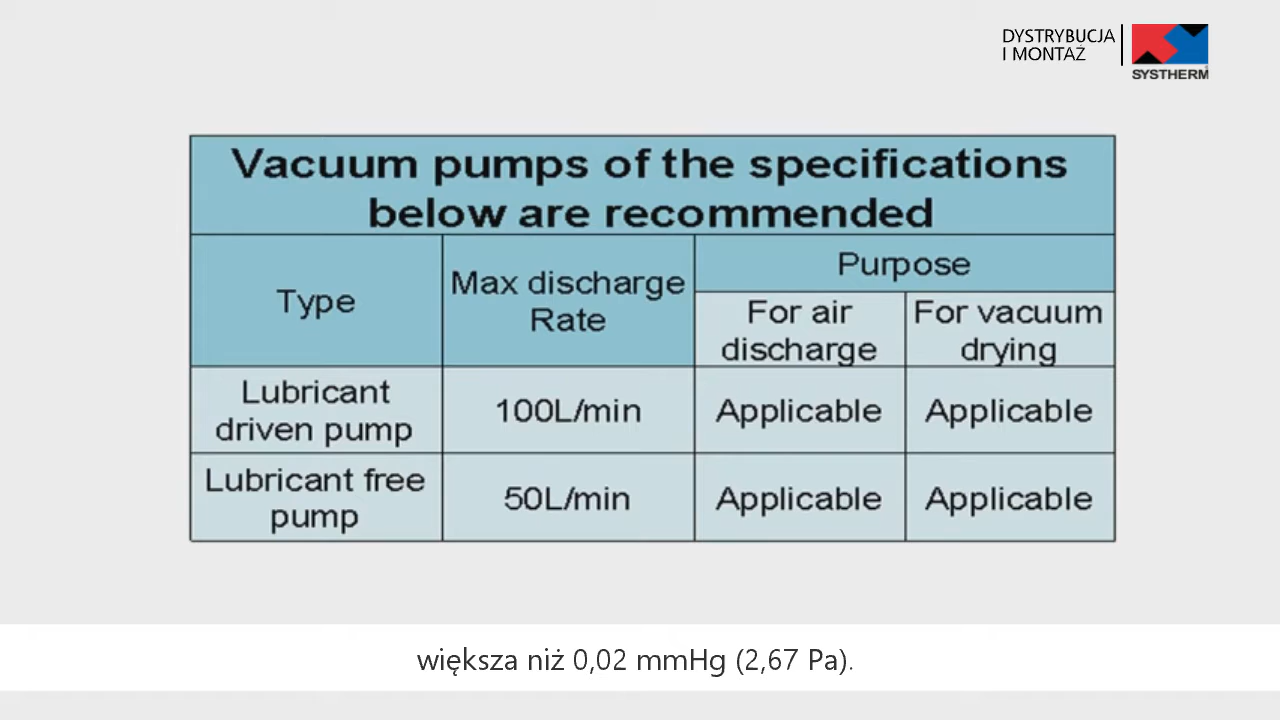 DYSTRYBUCJA
I MONTAŻ
SYSTHERM
Vacuum pumps of the specifications
below are recommended
Type
Max discharge
Rate
Purpose
For air
discharge
For vacuum
drying
Lubricant
driven pump
100L/min
Applicable
Applicable
Lubricant free
pump
50L/min
Applicable
Applicable
większa niż 0,02 mmHg (2,67 Pa).